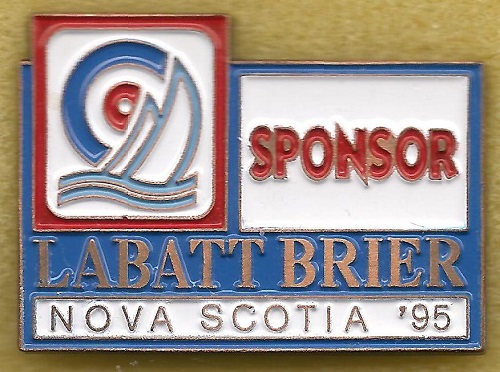 SPONSOR
LABATT BRIER
NOVA SCOTIA '95